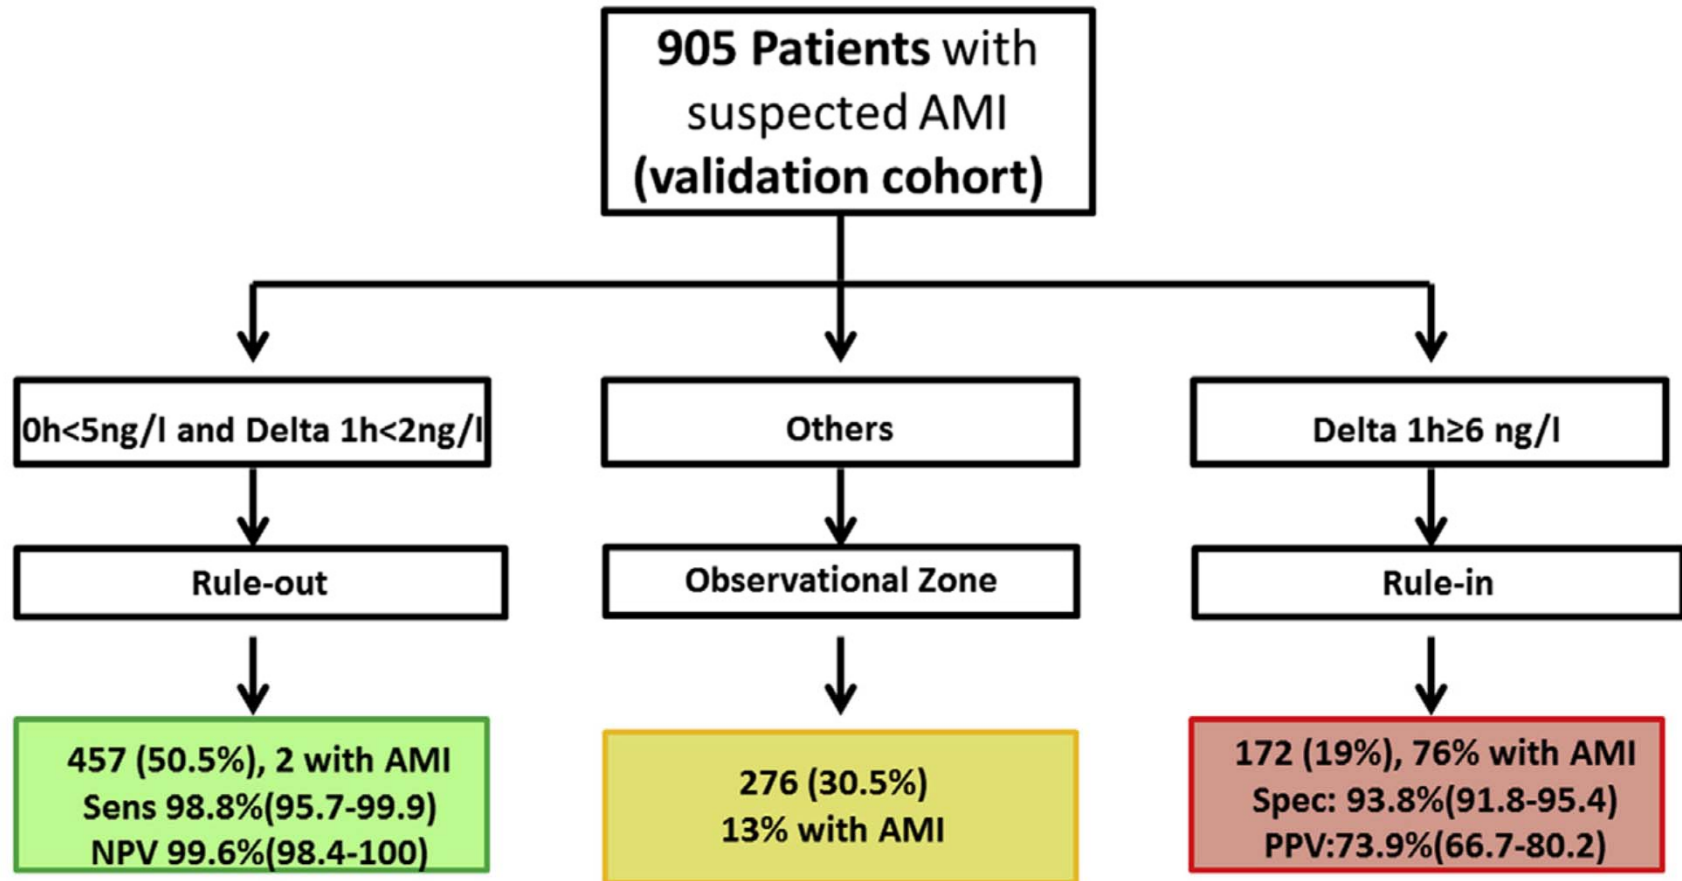 905 Patients with
suspected AMI
(validation cohort)
0h<5ng/l and Delta 1h<2ng/l
Others
Delta 1h≥6 ng/l
Rule-out
Observational Zone
Rule-in
457 (50.5%), 2 with AMI
Sens 98.8%(95.7-99.9)
NPV 99.6%(98.4-100)
276 (30.5%)
13% with AMI
172 (19%), 76% with AMI
Spec: 93.8%(91.8-95.4)
PPV:73.9%(66.7-80.2)